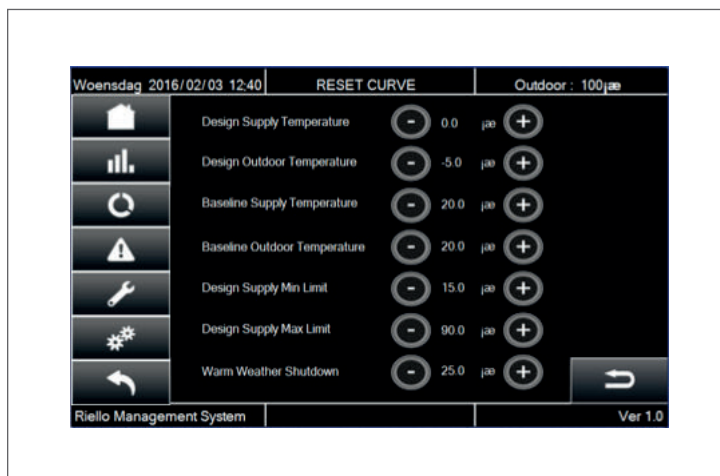 Woensdag 2016/02/03 12:40 RESET CURVE Outdoor : 100¡æ
Design Supply Temperature - 0.0 ¡æ +
Design Outdoor Temperature - -5.0 ¡æ +
Baseline Supply Temperature - 20.0 ¡æ +
Baseline Outdoor Temperature - 20.0 ¡æ +
Design Supply Min Limit - 15.0 ¡æ +
Design Supply Max Limit - 90.0 ¡æ +
Warm Weather Shutdown - 25.0 ¡æ +
Riello Management System Ver 1.0